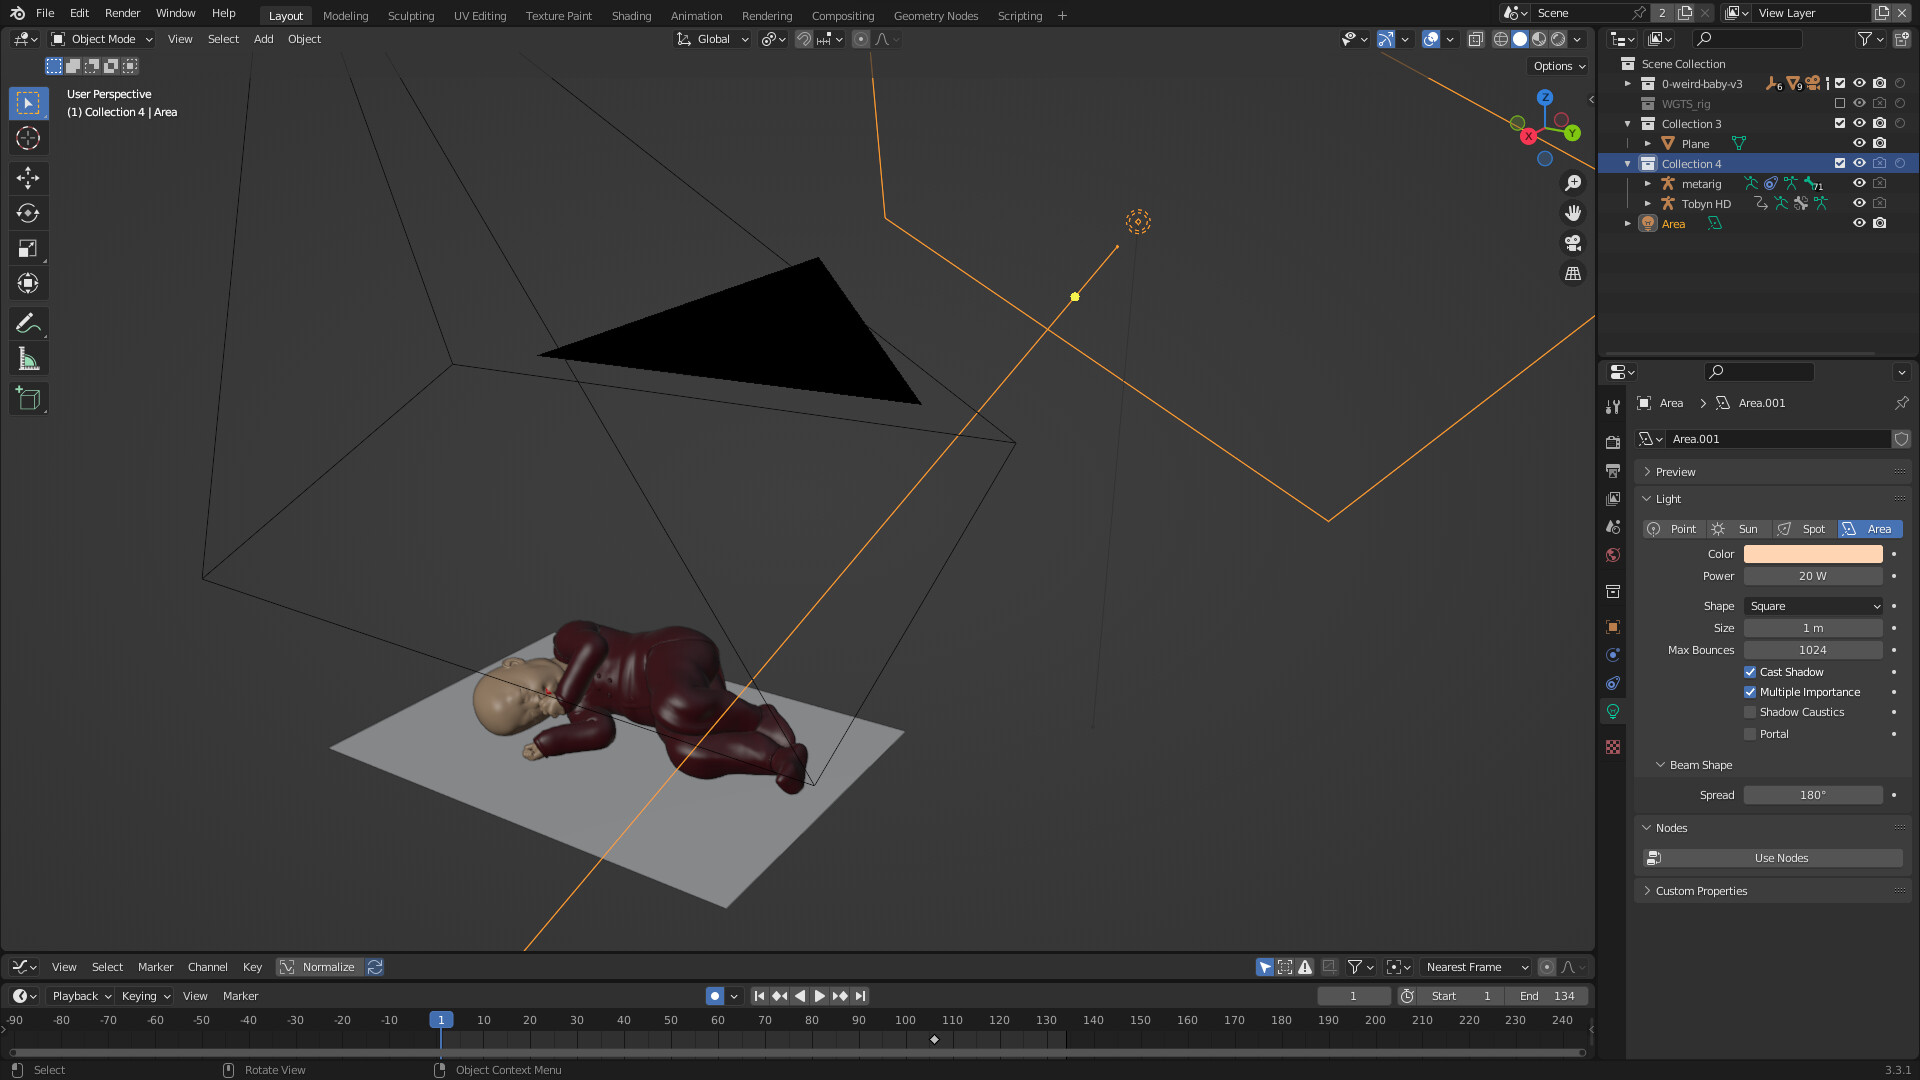 File Edit Render Window Help Layout Modeling Sculpting UV Editing Texture Paint Shading Animation Rendering Compositing Geometry Nodes Scripting + Scene 2 View Layer
Object Mode View Select Add Object Global
Options
User Perspective
(1) Collection 4 | Area
Z
X
Y
Scene Collection
0-weird-baby-v3 6 9
WGTS_rig
Collection 3
Plane
Collection 4
metarig 71
Tobyn HD
Area
Area Area.001
Area.001
Preview
Light
Point Sun Spot Area
Color
Power 20 W
Shape Square
Size 1 m
Max Bounces 1024
Cast Shadow
Multiple Importance
Shadow Caustics
Portal
Beam Shape
Spread 180°
Nodes
Use Nodes
Custom Properties
View Select Marker Channel Key Normalize Nearest Frame
Playback Keying View Marker 1 Start 1 End 134
-90 -80 -70 -60 -50 -40 -30 -20 -10 1 10 20 30 40 50 60 70 80 90 100 110 120 130 140 150 160 170 180 190 200 210 220 230 240
Select Rotate View Object Context Menu 3.3.1